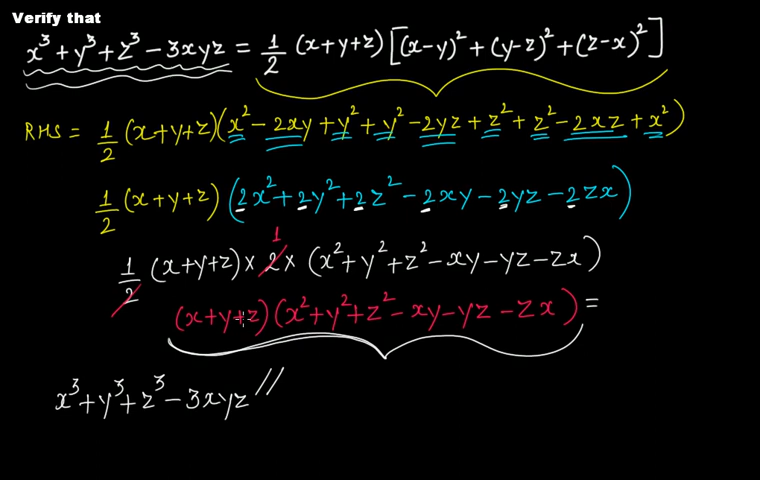 Verify that
x³ + y³ + z³ - 3xyz = 1/2 (x+y+z) [(x-y)² + (y-z)² + (z-x)²]
RHS = 1/2 (x+y+z) (x² - 2xy + y² + y² - 2yz + z² + z² - 2xz + x²)
1/2 (x+y+z) (2x² + 2y² + 2z² - 2xy - 2yz - 2zx)
1
1/2 (x+y+z) × 2 × (x² + y² + z² - xy - yz - zx)
(x+y+z) (x² + y² + z² - xy - yz - zx) =
x³ + y³ + z³ - 3xyz //